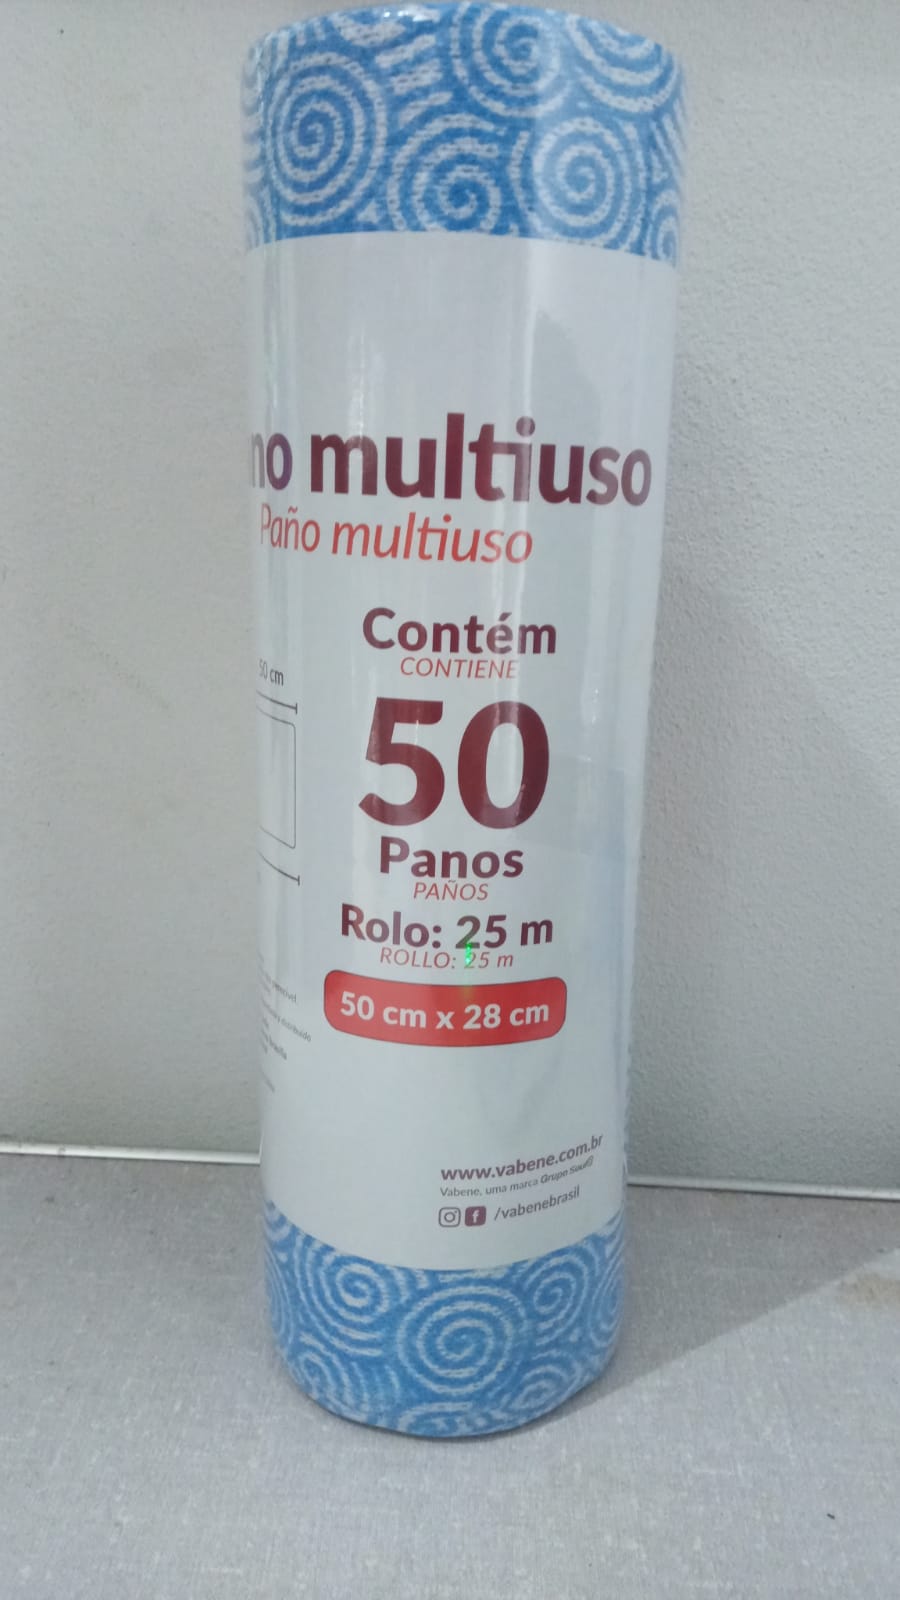 no multiuso
Paño multiuso
Contém
CONTIENE
50
Panos
PAÑOS
Rolo: 25 m
ROLLO: 25 m
50 cm x 28 cm
50 cm
www.vabene.com.br
Vabene, uma marca Grupo
/vabenebrasil